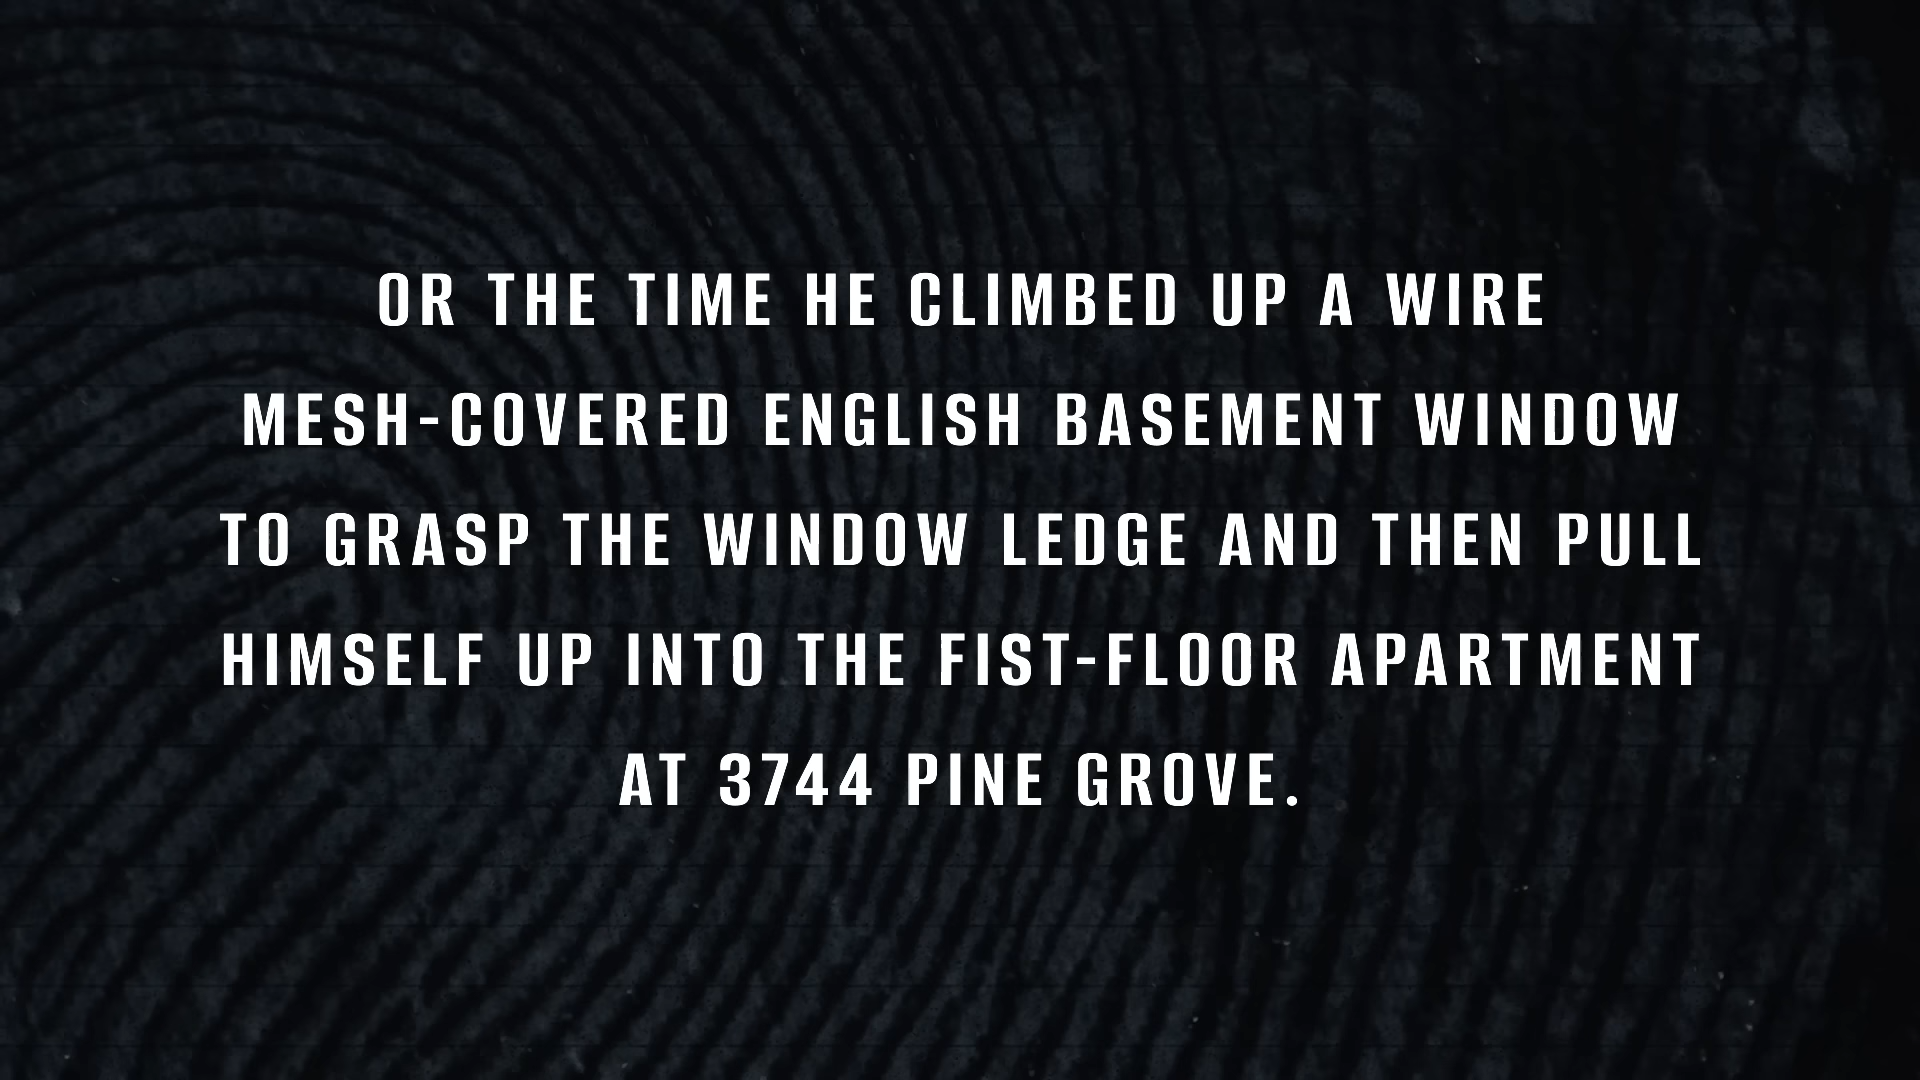 OR THE TIME HE CLIMBED UP A WIRE
MESH-COVERED ENGLISH BASEMENT WINDOW
TO GRASP THE WINDOW LEDGE AND THEN PULL
HIMSELF UP INTO THE FIST-FLOOR APARTMENT
AT 3744 PINE GROVE.